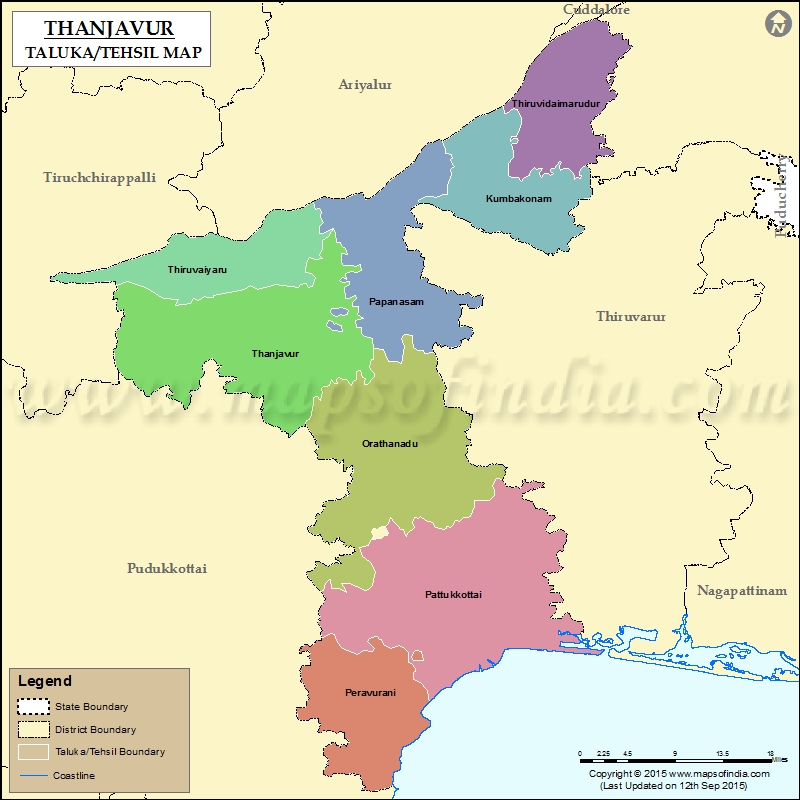 THANJAVUR
TALUKA/TEHSIL MAP
Cuddalore
N
Ariyalur
Thiruvidaimarudur
Tiruchchirappalli
Kumbakonam
Puducherry
Thiruvaiyaru
Papanasam
Thiruvarur
Thanjavur
www.mapsofindia.com
Orathanadu
Pudukkottai
Pattukkottai
Nagapattinam
Peravurani
Legend
State Boundary
District Boundary
Taluka/Tehsil Boundary
Coastline
0 2.25 4.5 9 13.5 18
Miles
Copyright © 2015 www.mapsofindia.com
(Last Updated on 12th Sep 2015)